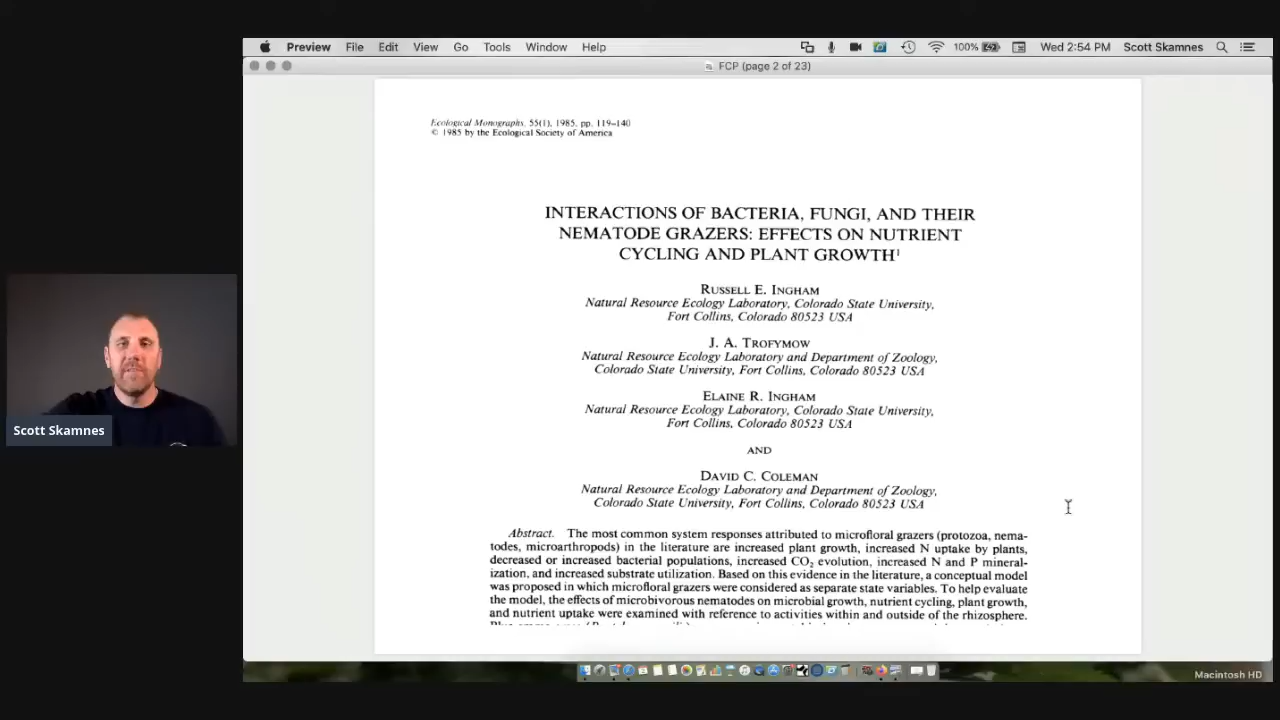 Preview File Edit View Go Tools Window Help 100% Wed 2:54 PM Scott Skamnes
FCP (page 2 of 23)
Ecological Monographs, 55(1), 1985, pp. 119–140
© 1985 by the Ecological Society of America
INTERACTIONS OF BACTERIA, FUNGI, AND THEIR
NEMATODE GRAZERS: EFFECTS ON NUTRIENT
CYCLING AND PLANT GROWTH¹
RUSSELL E. INGHAM
Natural Resource Ecology Laboratory, Colorado State University,
Fort Collins, Colorado 80523 USA
J. A. TROFYMOW
Natural Resource Ecology Laboratory and Department of Zoology,
Colorado State University, Fort Collins, Colorado 80523 USA
ELAINE R. INGHAM
Natural Resource Ecology Laboratory, Colorado State University,
Fort Collins, Colorado 80523 USA
AND
DAVID C. COLEMAN
Natural Resource Ecology Laboratory and Department of Zoology,
Colorado State University, Fort Collins, Colorado 80523 USA
Abstract. The most common system responses attributed to microfloral grazers (protozoa, nema-
todes, microarthropods) in the literature are increased plant growth, increased N uptake by plants,
decreased or increased bacterial populations, increased CO₂ evolution, increased N and P mineral-
ization, and increased substrate utilization. Based on this evidence in the literature, a conceptual model
was proposed in which microfloral grazers were considered as separate state variables. To help evaluate
the model, the effects of microbivorous nematodes on microbial growth, nutrient cycling, plant growth,
and nutrient uptake were examined with reference to activities within and outside of the rhizosphere.
Scott Skamnes
Macintosh HD